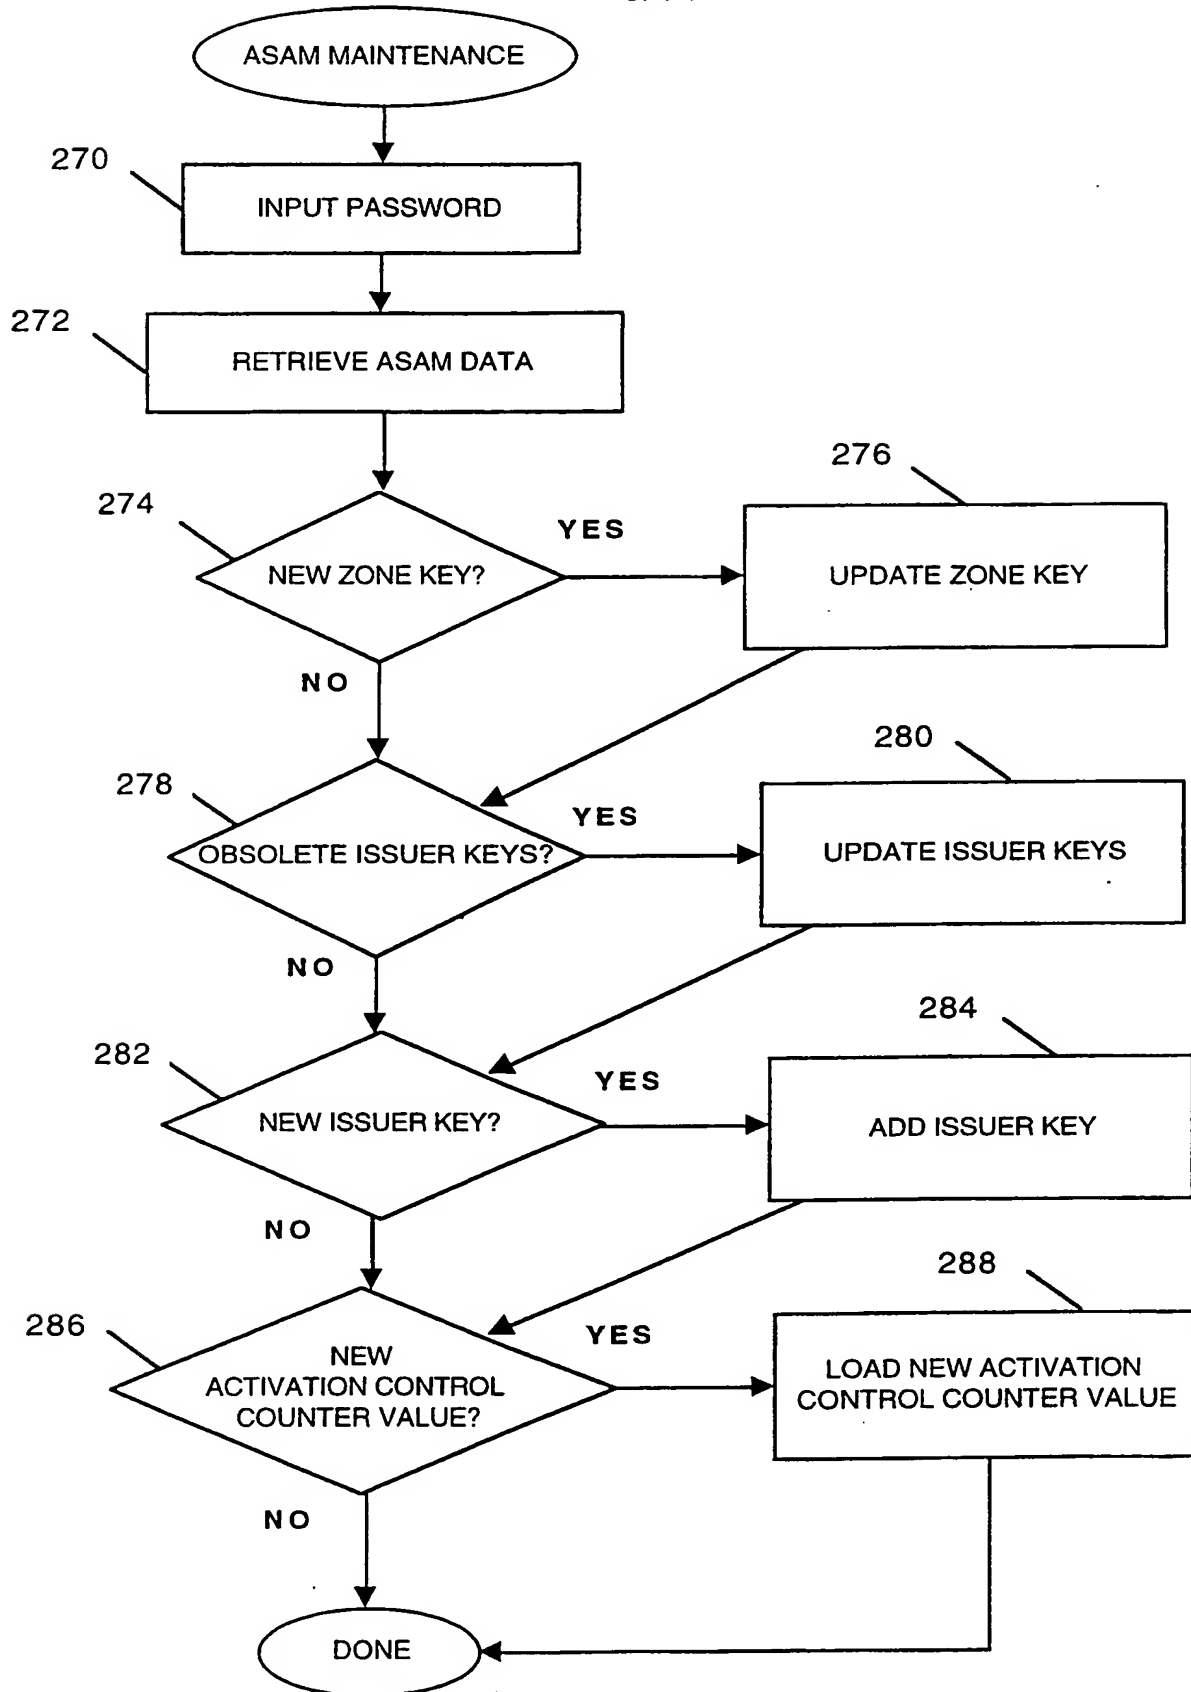 ASAM MAINTENANCE
270
INPUT PASSWORD
272
RETRIEVE ASAM DATA
276
274
YES
NEW ZONE KEY?
UPDATE ZONE KEY
NO
280
278
YES
OBSOLETE ISSUER KEYS?
UPDATE ISSUER KEYS
NO
284
282
YES
NEW ISSUER KEY?
ADD ISSUER KEY
NO
288
286
YES
NEW
ACTIVATION CONTROL
COUNTER VALUE?
LOAD NEW ACTIVATION
CONTROL COUNTER VALUE
NO
DONE